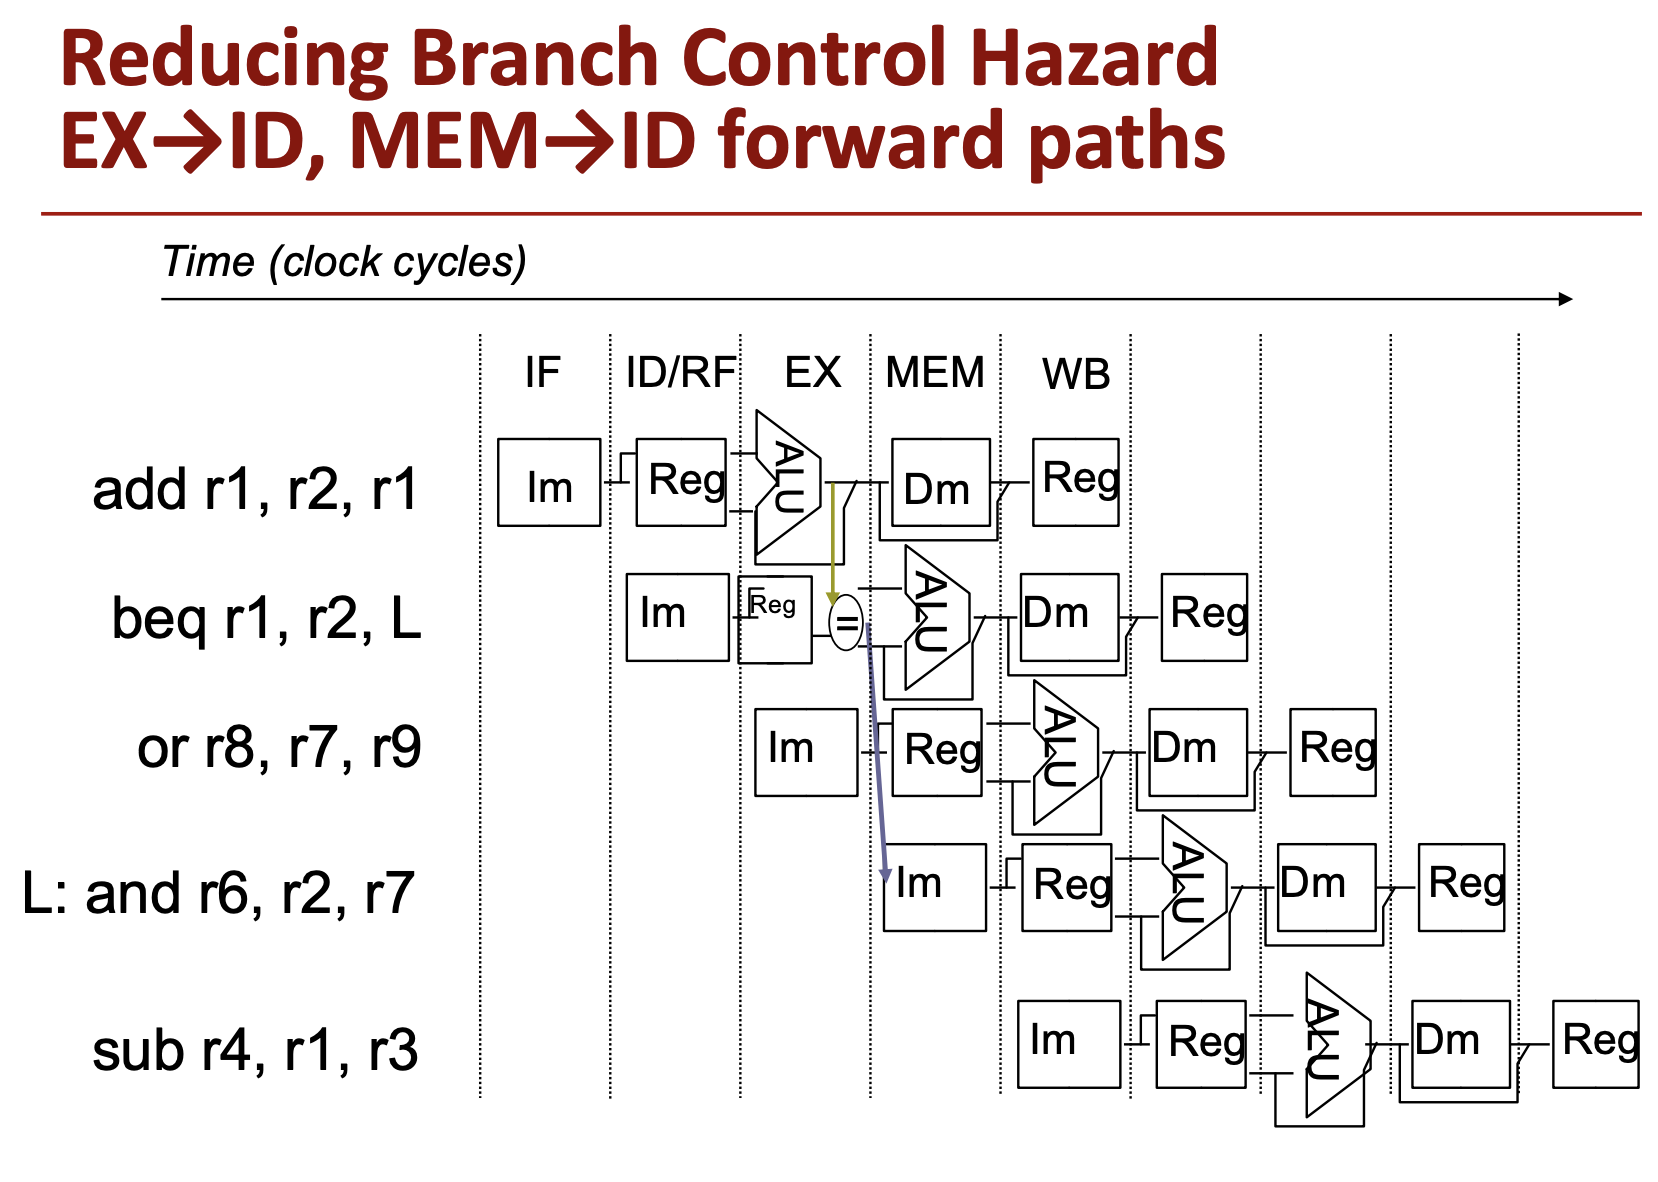 Reducing Branch Control Hazard
EX→ID, MEM→ID forward paths
Time (clock cycles)
IF ID/RF EX MEM WB
add r1, r2, r1 Im Reg ALU Dm Reg
beq r1, r2, L Im Reg = ALU Dm Reg
or r8, r7, r9 Im Reg ALU Dm Reg
L: and r6, r2, r7 Im Reg ALU Dm Reg
sub r4, r1, r3 Im Reg ALU Dm Reg